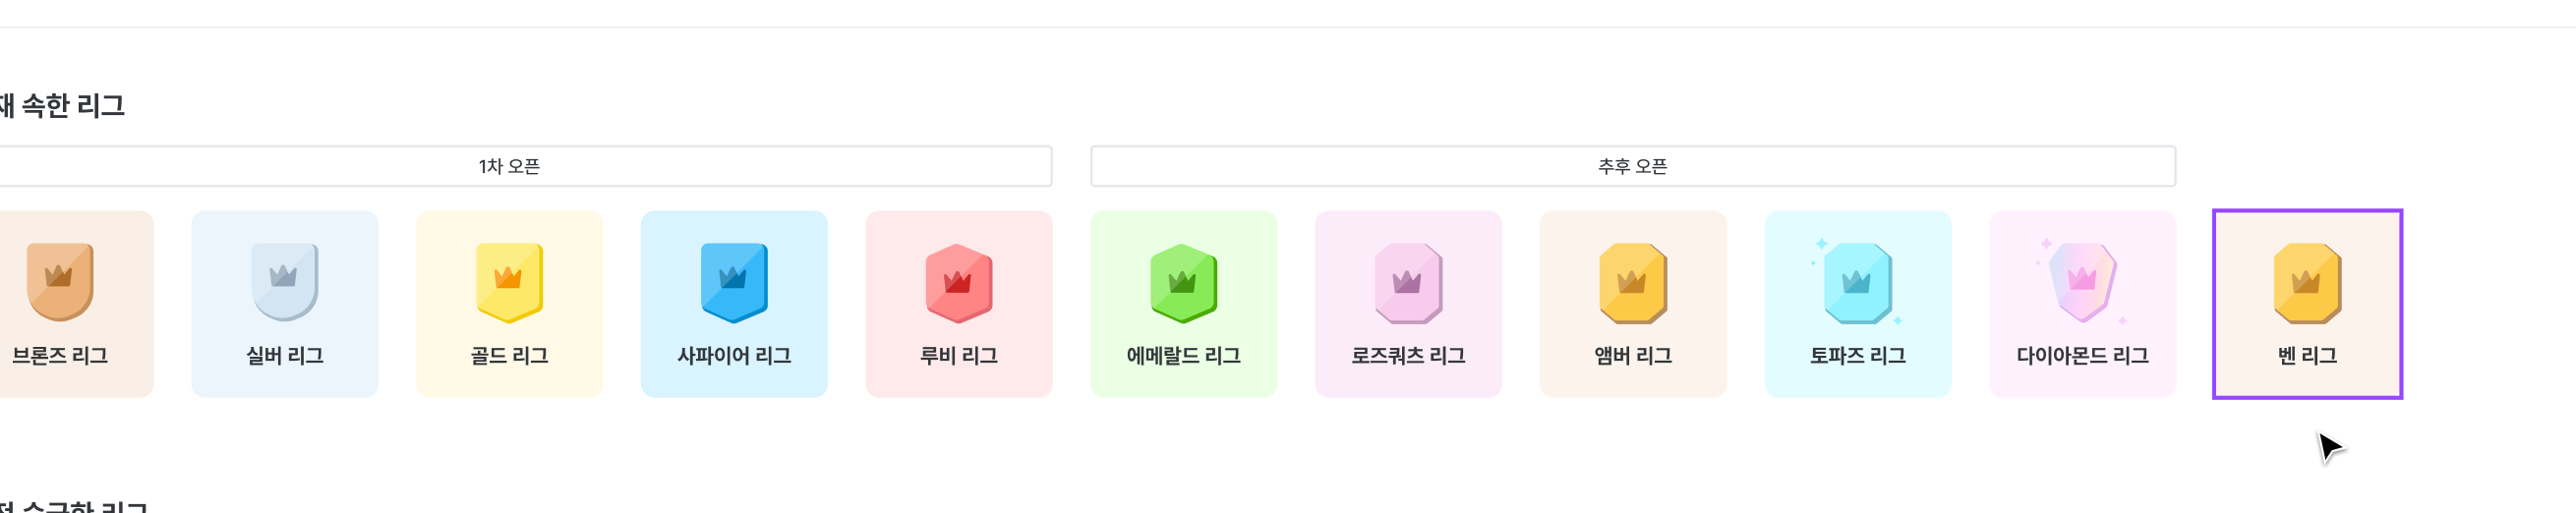 재 속한 리그
1차 오픈
추후 오픈
브론즈 리그
실버 리그
골드 리그
사파이어 리그
루비 리그
에메랄드 리그
로즈쿼츠 리그
앰버 리그
토파즈 리그
다이아몬드 리그
벤 리그